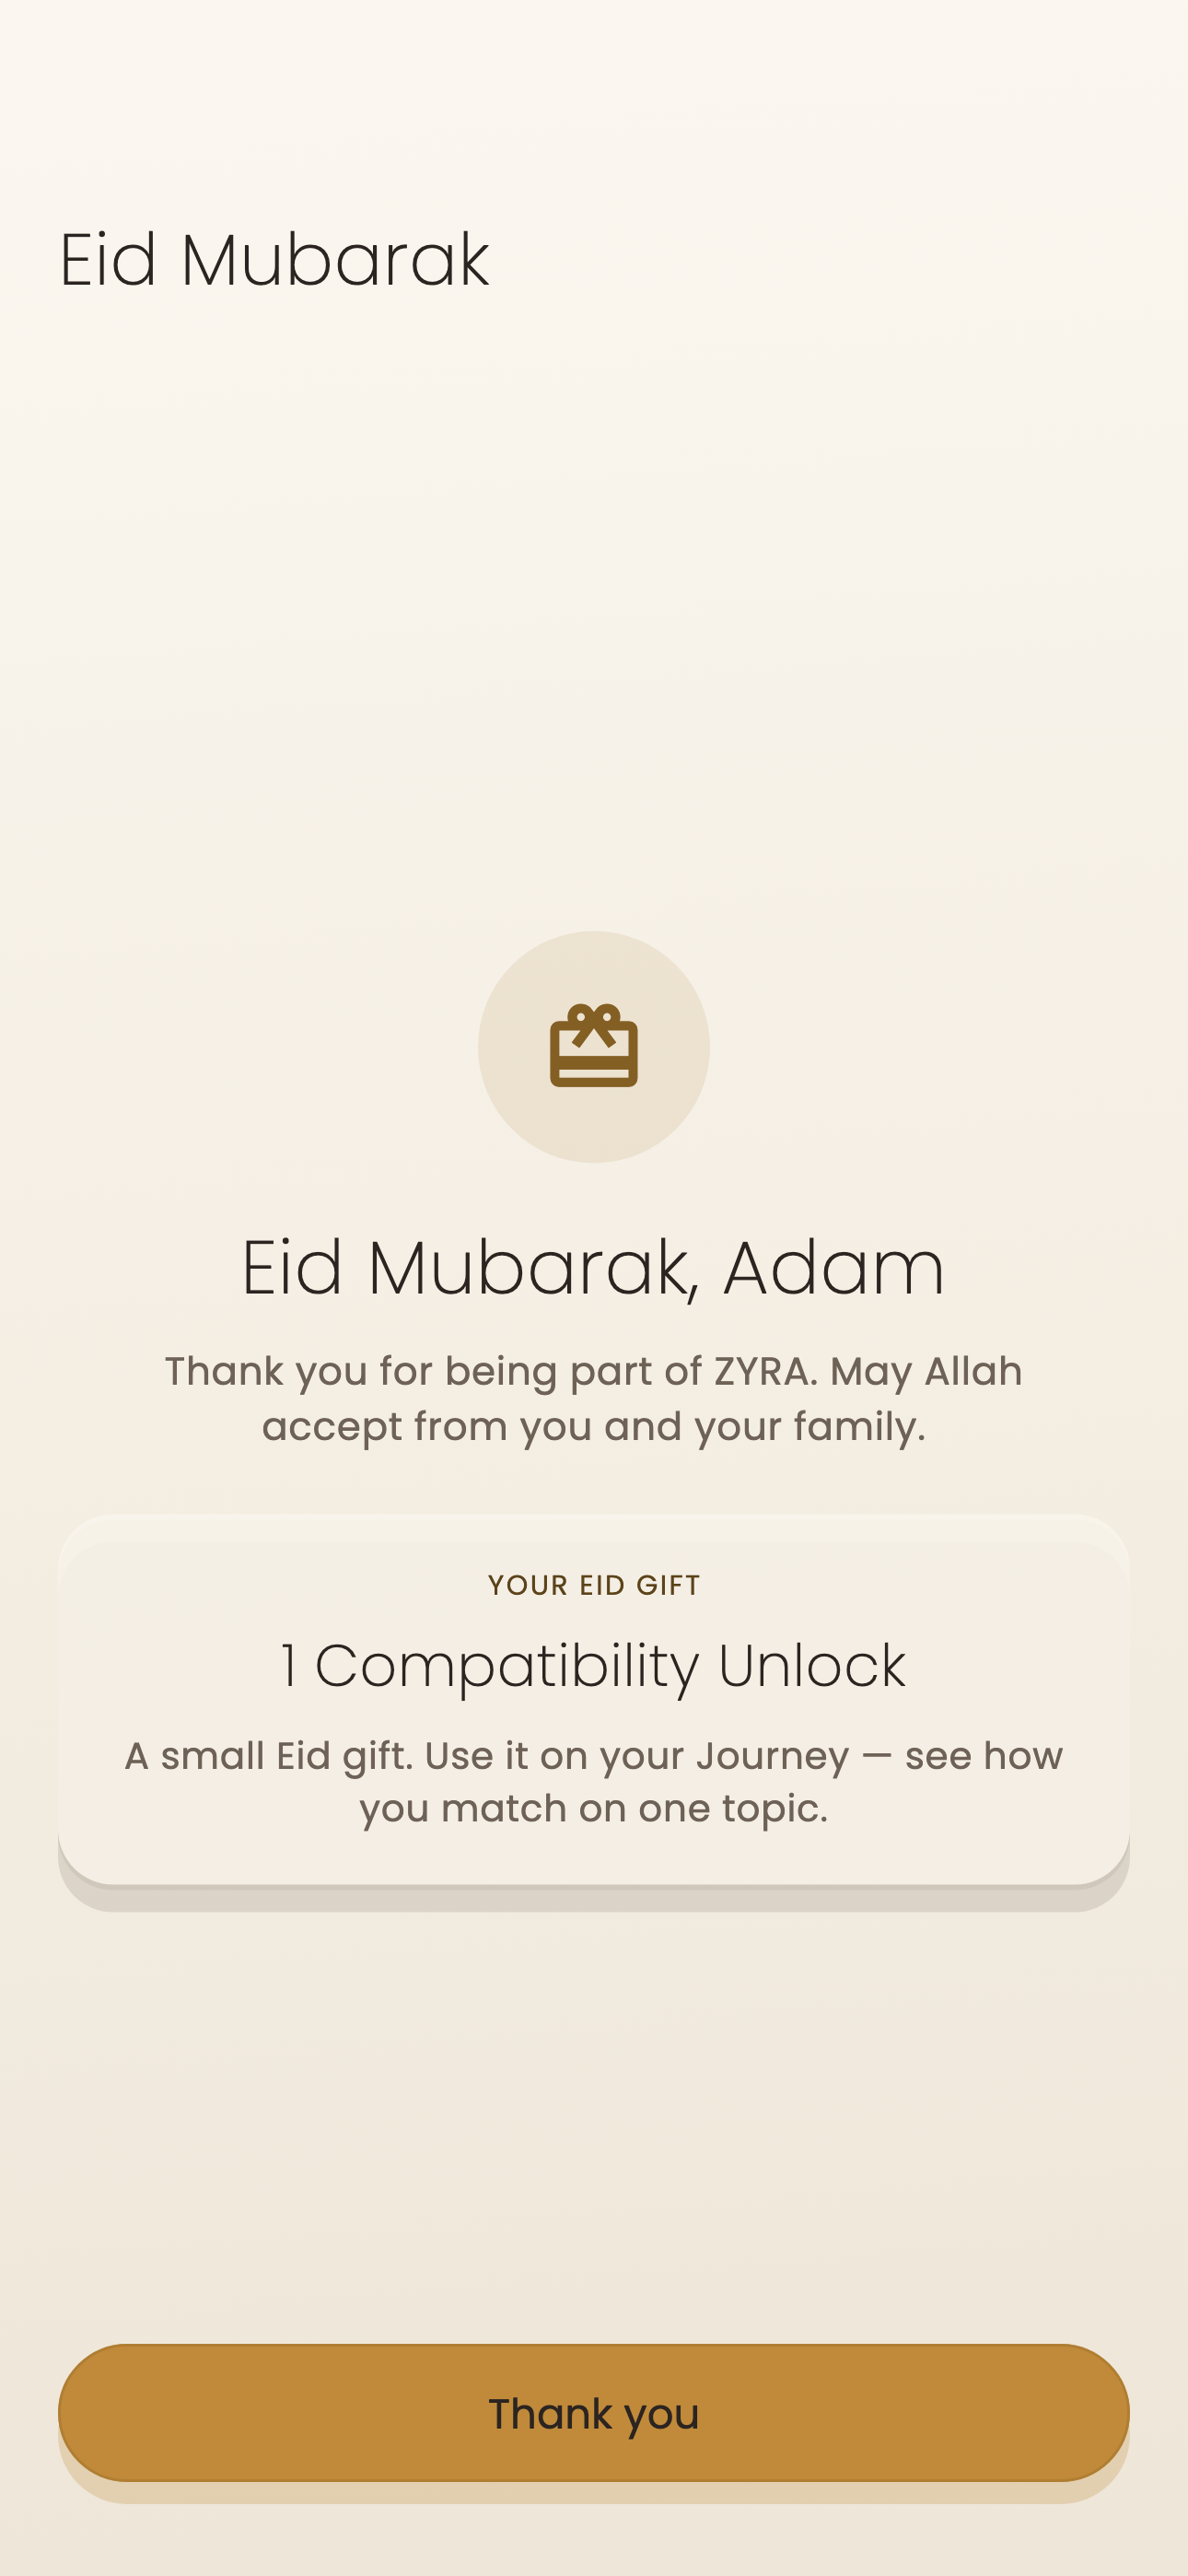 Eid Mubarak
Eid Mubarak, Adam
Thank you for being part of ZYRA. May Allah
accept from you and your family.
YOUR EID GIFT
1 Compatibility Unlock
A small Eid gift. Use it on your Journey — see how
you match on one topic.
Thank you